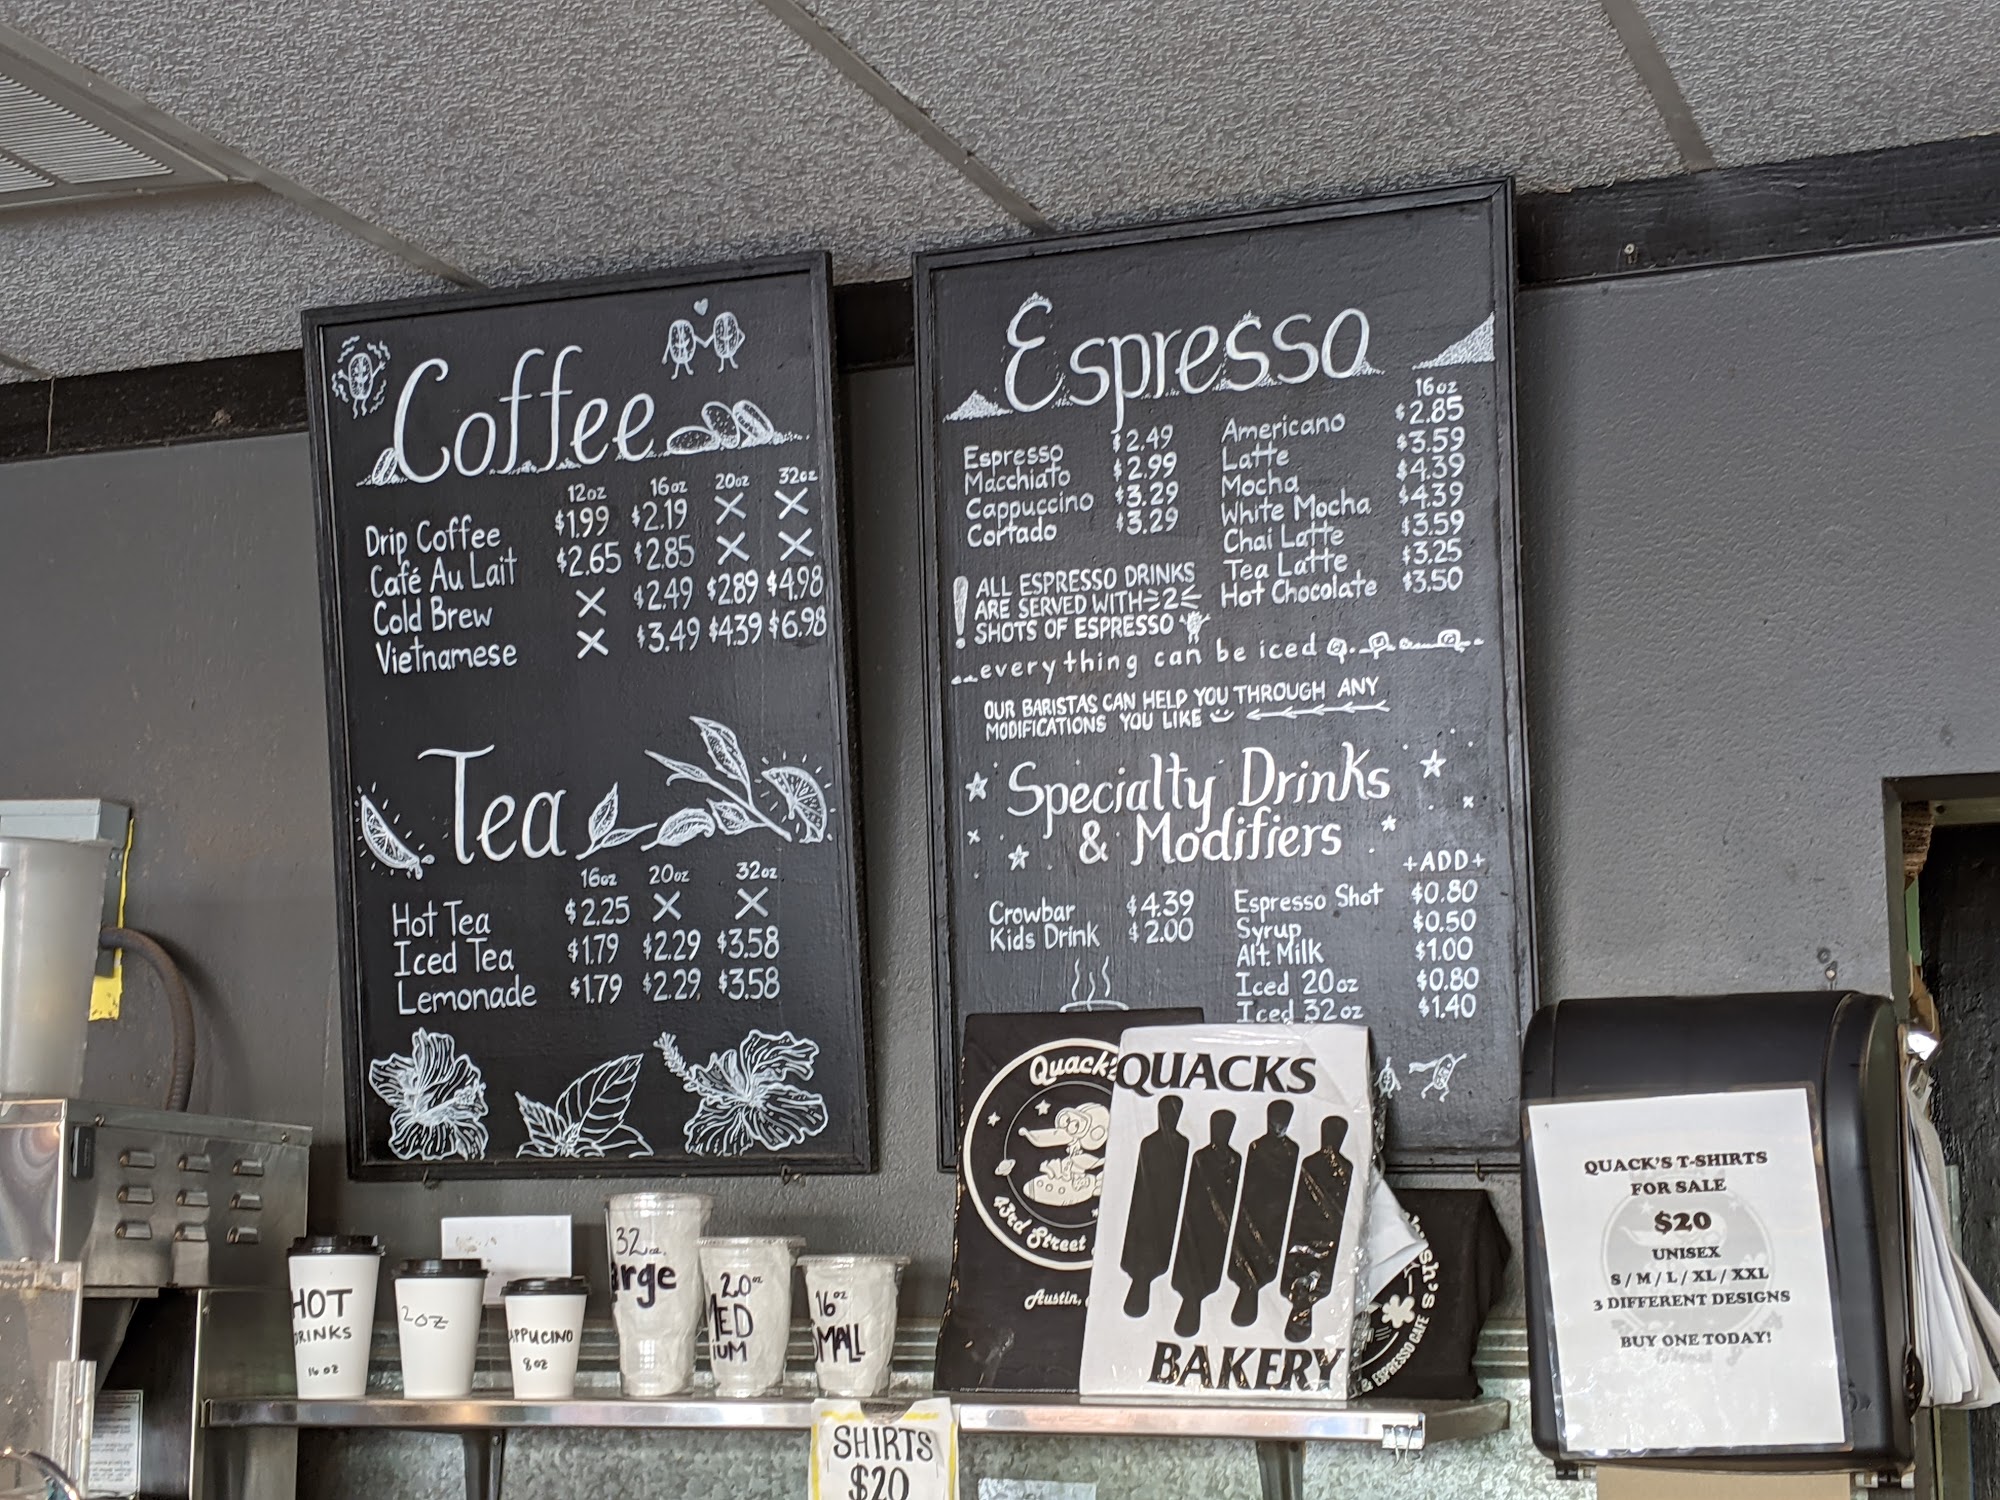 Coffee
12oz 16oz 20oz 32oz
Drip Coffee $1.99 $2.19 X X
Café Au Lait $2.65 $2.85 X X
Cold Brew X $2.49 $2.89 $4.98
Vietnamese X $3.49 $4.39 $6.98
Tea
16oz 20oz 32oz
Hot Tea $2.25 X X
Iced Tea $1.79 $2.29 $3.58
Lemonade $1.79 $2.29 $3.58
Espresso
Espresso $2.49
Macchiato $2.99
Cappuccino $3.29
Cortado $3.29
16oz
Americano $2.85
Latte $3.59
Mocha $4.39
White Mocha $4.39
Chai Latte $3.59
Tea Latte $3.25
Hot Chocolate $3.50
! ALL ESPRESSO DRINKS
ARE SERVED WITH 2
SHOTS OF ESPRESSO
everything can be iced
OUR BARISTAS CAN HELP YOU THROUGH ANY
MODIFICATIONS YOU LIKE
Specialty Drinks
& Modifiers
Crowbar $4.39
Kids Drink $2.00
+ADD+
Espresso Shot $0.80
Syrup $0.50
Alt. Milk $1.00
Iced 20oz $0.80
Iced 32oz $1.40
HOT
DRINKS
16 oz
2oz
APPUCINO
8oz
32oz.
arge
20oz
MED
IUM
16oz
SMALL
Quack's
43rd Street
Austin,
QUACKS
BAKERY
& ESPRESSO CAFE
SHIRTS
$20
QUACK'S T-SHIRTS
FOR SALE
$20
UNISEX
S / M / L / XL / XXL
3 DIFFERENT DESIGNS
BUY ONE TODAY!